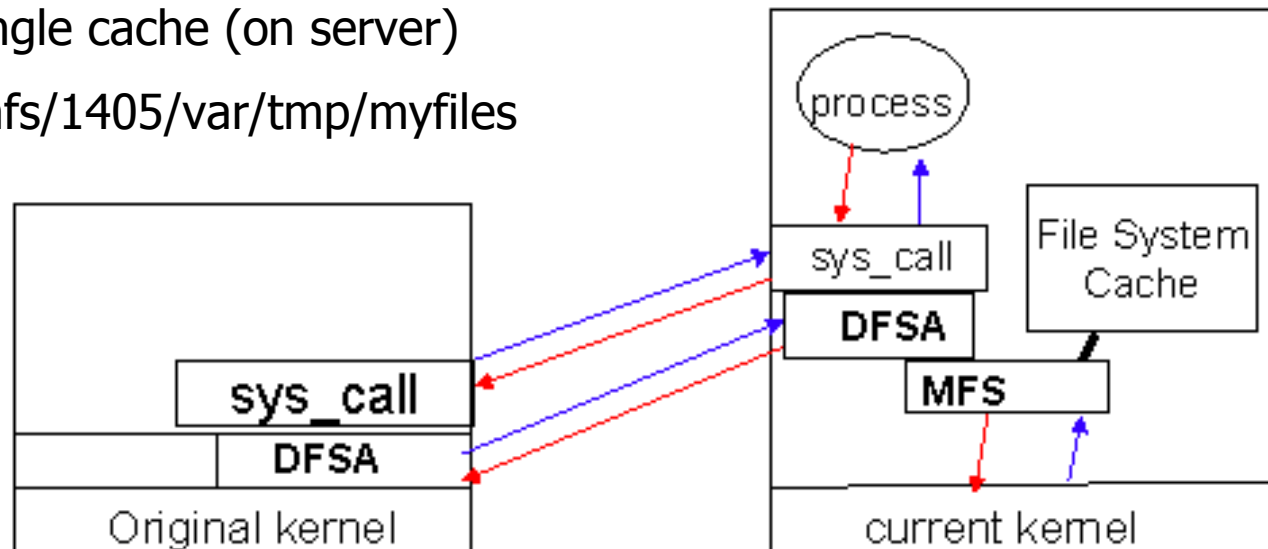 ngle cache (on server)
fs/1405/var/tmp/myfiles
process
sys_call
File System
Cache
DFSA
MFS
sys_call
DFSA
Original kernel
current kernel